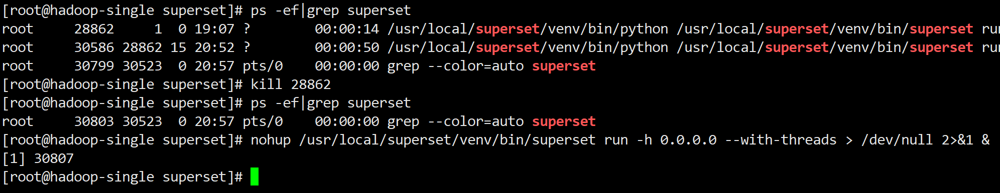 [root@hadoop-single superset]# ps -ef|grep superset
root     28862     1  0 19:07 ?        00:00:14 /usr/local/superset/venv/bin/python /usr/local/superset/venv/bin/superset run
root     30586 28862 15 20:52 ?        00:00:50 /usr/local/superset/venv/bin/python /usr/local/superset/venv/bin/superset run
root     30799 30523  0 20:57 pts/0    00:00:00 grep --color=auto superset
[root@hadoop-single superset]# kill 28862
[root@hadoop-single superset]# ps -ef|grep superset
root     30803 30523  0 20:57 pts/0    00:00:00 grep --color=auto superset
[root@hadoop-single superset]# nohup /usr/local/superset/venv/bin/superset run -h 0.0.0.0 --with-threads > /dev/null 2>&1 &
[1] 30807
[root@hadoop-single superset]#